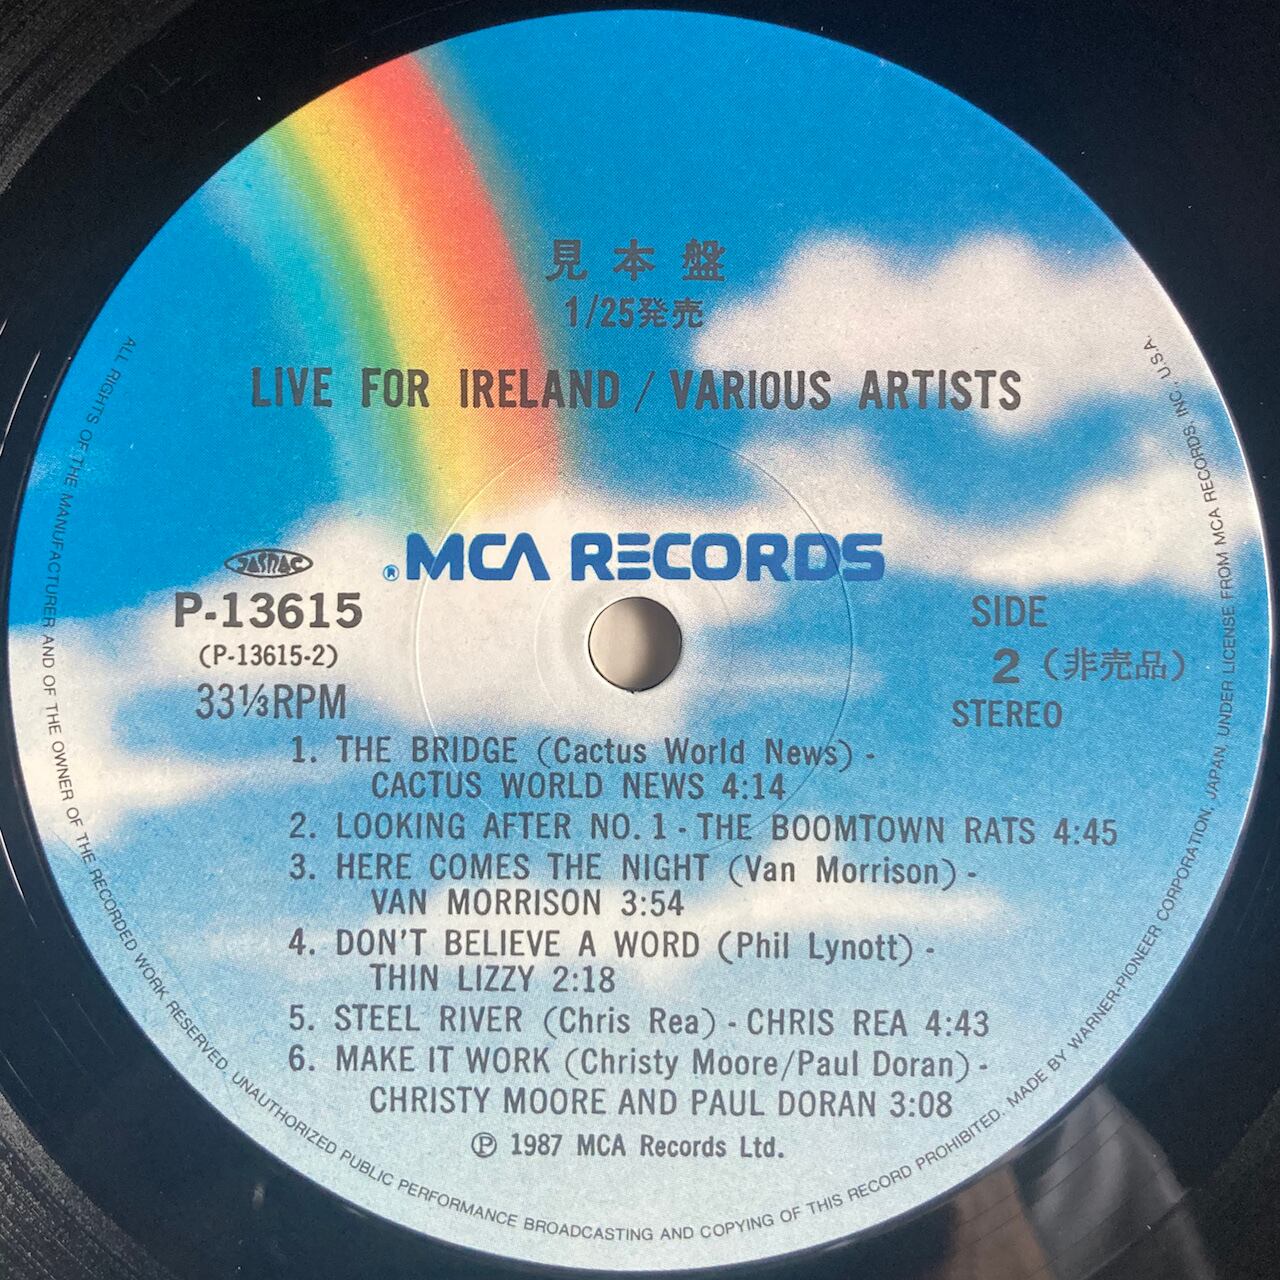 見本盤
1/25発売
LIVE FOR IRELAND / VARIOUS ARTISTS
® MCA RECORDS
JASRAC
P-13615
(P-13615-2)
33⅓RPM
SIDE
2 (非売品)
STEREO
1. THE BRIDGE (Cactus World News) -
CACTUS WORLD NEWS 4:14
2. LOOKING AFTER NO. 1 - THE BOOMTOWN RATS 4:45
3. HERE COMES THE NIGHT (Van Morrison) -
VAN MORRISON 3:54
4. DON'T BELIEVE A WORD (Phil Lynott) -
THIN LIZZY 2:18
5. STEEL RIVER (Chris Rea) - CHRIS REA 4:43
6. MAKE IT WORK (Christy Moore/Paul Doran) -
CHRISTY MOORE AND PAUL DORAN 3:08
Ⓟ 1987 MCA Records Ltd.
ALL RIGHTS OF THE MANUFACTURER AND OF THE OWNER OF THE RECORDED WORK RESERVED. UNAUTHORIZED PUBLIC PERFORMANCE BROADCASTING AND COPYING OF THIS RECORD PROHIBITED. MADE BY WARNER-PIONEER CORPORATION, JAPAN, UNDER LICENSE FROM MCA RECORDS, INC., U.S.A.